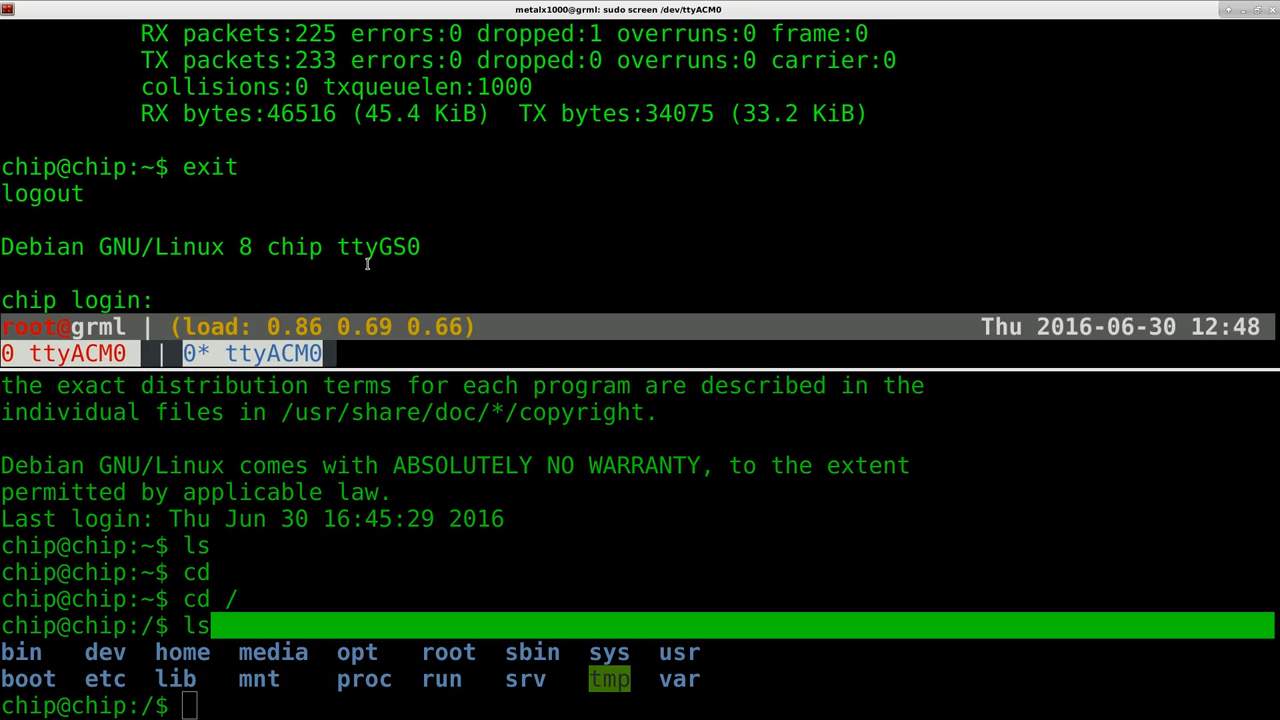 metalx1000@grml: sudo screen /dev/ttyACM0
RX packets:225 errors:0 dropped:1 overruns:0 frame:0
TX packets:233 errors:0 dropped:0 overruns:0 carrier:0
collisions:0 txqueuelen:1000
RX bytes:46516 (45.4 KiB)  TX bytes:34075 (33.2 KiB)
chip@chip:~$ exit
logout
Debian GNU/Linux 8 chip ttyGS0
chip login:
root@grml | (load: 0.86 0.69 0.66) Thu 2016-06-30 12:48
0 ttyACM0 | 0* ttyACM0
the exact distribution terms for each program are described in the
individual files in /usr/share/doc/*/copyright.
Debian GNU/Linux comes with ABSOLUTELY NO WARRANTY, to the extent
permitted by applicable law.
Last login: Thu Jun 30 16:45:29 2016
chip@chip:~$ ls
chip@chip:~$ cd
chip@chip:~$ cd /
chip@chip:/$ ls
bin dev home media opt root sbin sys usr
boot etc lib mnt proc run srv tmp var
chip@chip:/$